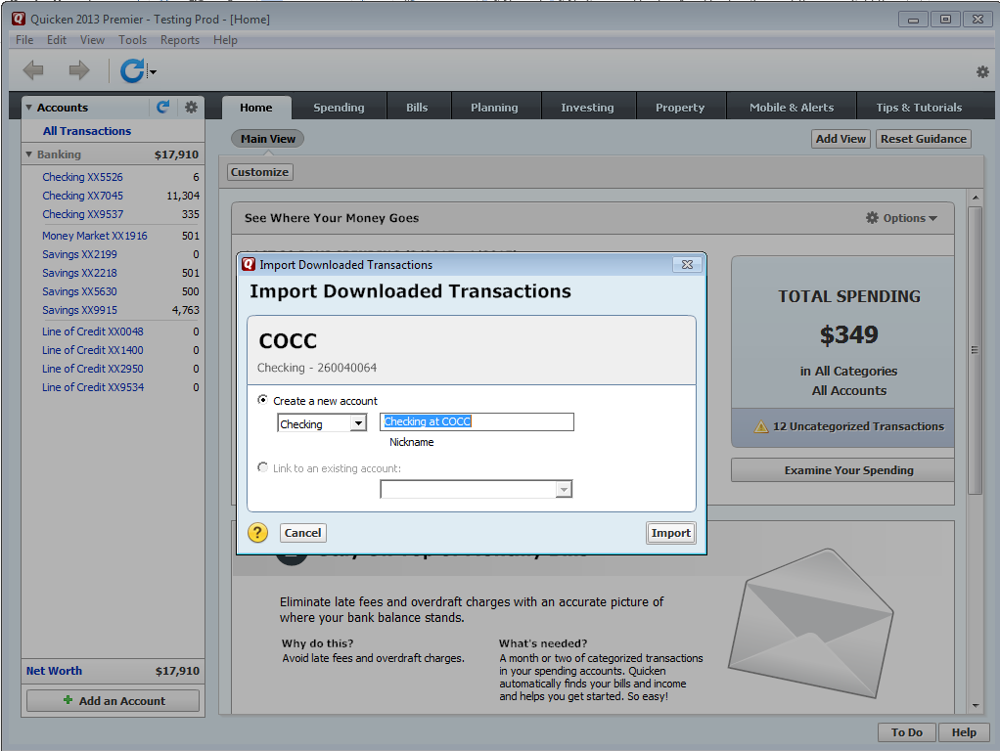 Quicken 2013 Premier - Testing Prod - [Home]
File Edit View Tools Reports Help
Accounts
All Transactions
Banking $17,910
Checking XX5526 6
Checking XX7045 11,304
Checking XX9537 335
Money Market XX1916 501
Savings XX2199 0
Savings XX2218 501
Savings XX5630 500
Savings XX9915 4,763
Line of Credit XX0048 0
Line of Credit XX1400 0
Line of Credit XX2950 0
Line of Credit XX9534 0
Net Worth $17,910
Add an Account
Home Spending Bills Planning Investing Property Mobile & Alerts Tips & Tutorials
Main View Add View Reset Guidance
Customize
See Where Your Money Goes Options
TOTAL SPENDING
$349
in All Categories
All Accounts
12 Uncategorized Transactions
Examine Your Spending
Import Downloaded Transactions
Import Downloaded Transactions
COCC
Checking - 260040064
Create a new account
Checking Checking at COCC
Nickname
Link to an existing account:
? Cancel Import
Eliminate late fees and overdraft charges with an accurate picture of
where your bank balance stands.
Why do this?
Avoid late fees and overdraft charges.
What's needed?
A month or two of categorized transactions
in your spending accounts. Quicken
automatically finds your bills and income
and helps you get started. So easy!
To Do Help